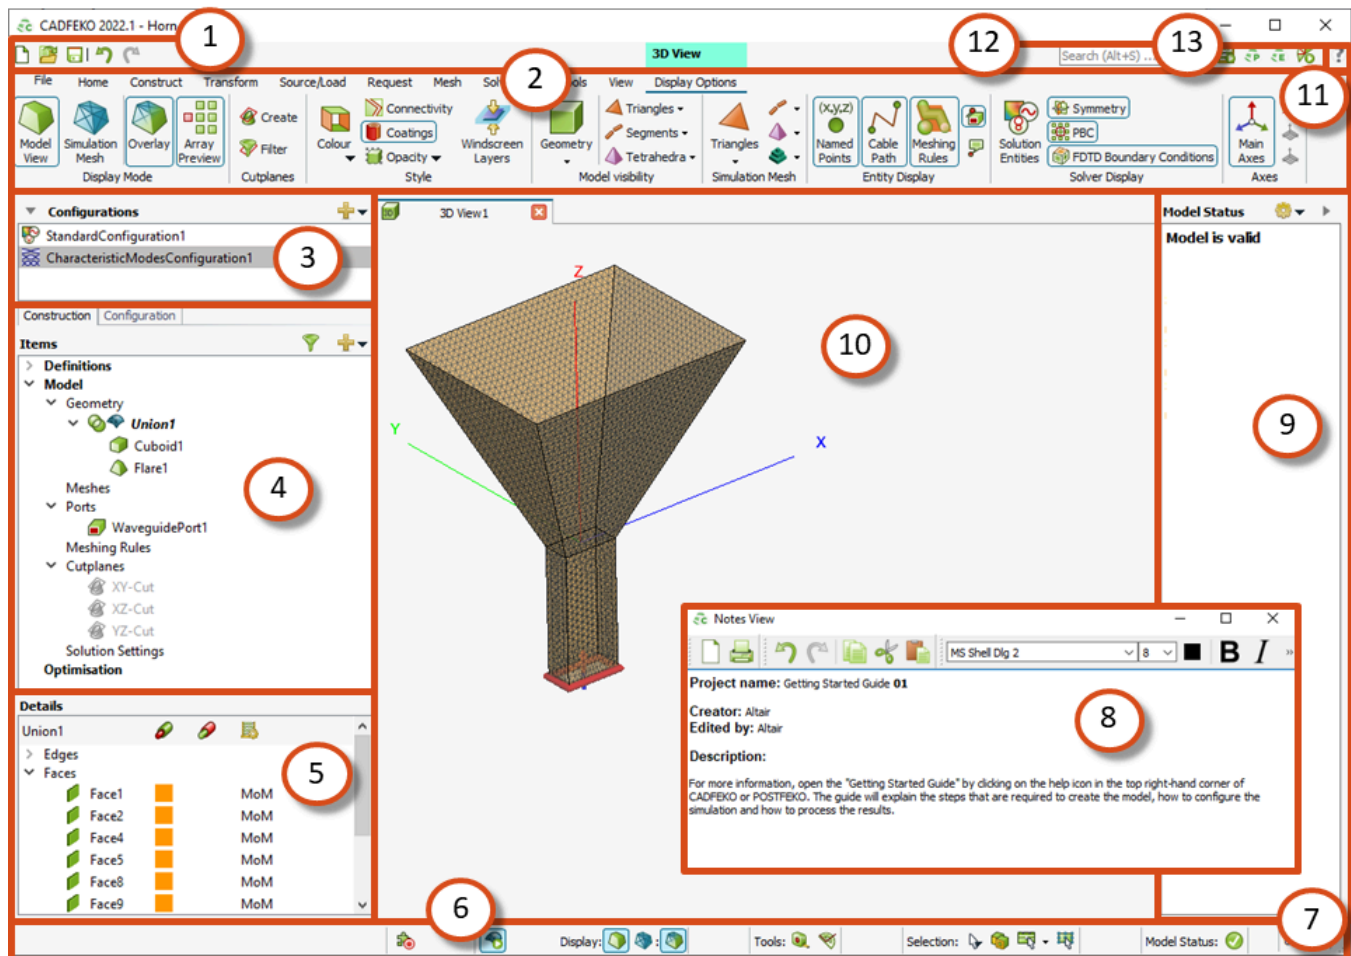 CADFEKO 2022.1 - Horn
1
3D View
12
Search (Alt+S) ...
13
?
File Home Construct Transform Source/Load Request Mesh
2
View Display Options
11
Model View
Simulation Mesh
Overlay
Array Preview
Display Mode
Create
Filter
Cutplanes
Colour
Connectivity
Coatings
Opacity
Windscreen Layers
Style
Geometry
Triangles
Segments
Tetrahedra
Model visibility
Triangles
Simulation Mesh
(x,y,z)
Named Points
Cable Path
Meshing Rules
Entity Display
Solution Entities
Symmetry
PBC
FDTD Boundary Conditions
Solver Display
Main Axes
Axes
Configurations
StandardConfiguration1
CharacteristicModesConfiguration1
3
Construction Configuration
Items
Definitions
Model
Geometry
Union1
Cuboid1
Flare1
4
Meshes
Ports
WaveguidePort1
Meshing Rules
Cutplanes
XY-Cut
XZ-Cut
YZ-Cut
Solution Settings
Optimisation
Details
Union1
Edges
Faces
5
Face1 MoM
Face2 MoM
Face4 MoM
Face5 MoM
Face8 MoM
Face9 MoM
3D View1
Z
Y
X
10
Model Status
Model is valid
9
Notes View
MS Shell Dlg 2 8 B I »
Project name: Getting Started Guide 01
Creator: Altair
Edited by: Altair
8
Description:
For more information, open the "Getting Started Guide" by clicking on the help icon in the top right-hand corner of
CADFEKO or POSTFEKO. The guide will explain the steps that are required to create the model, how to configure the
simulation and how to process the results.
6
7
Display: : Tools: Selection: Model Status: